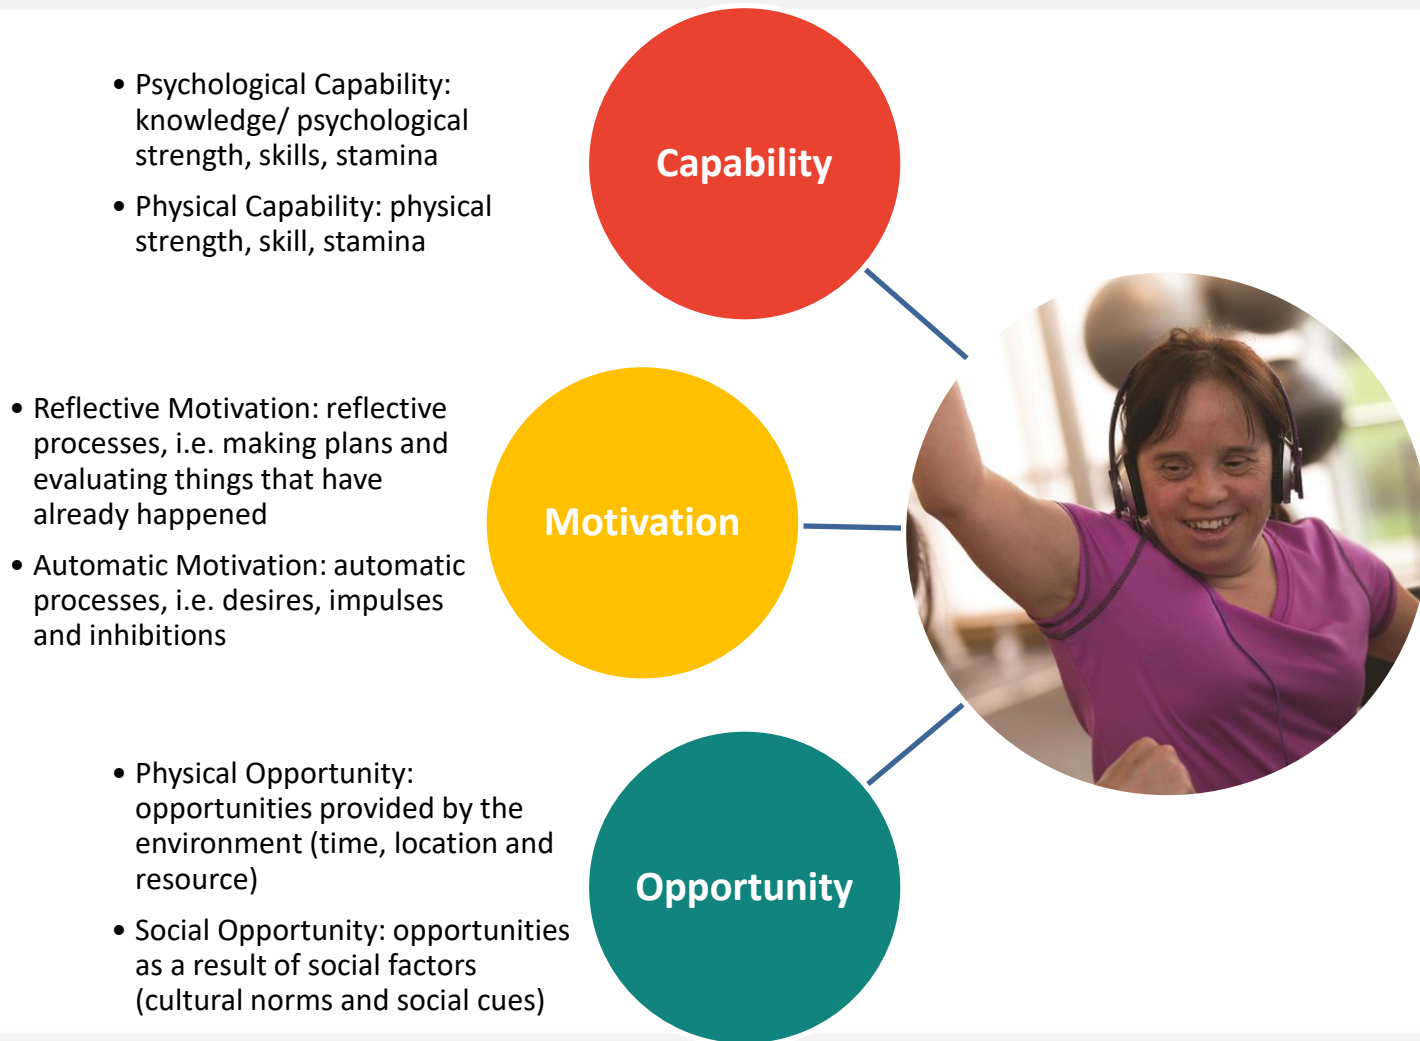 • Psychological Capability:
knowledge/ psychological
strength, skills, stamina
• Physical Capability: physical
strength, skill, stamina
Capability
• Reflective Motivation: reflective
processes, i.e. making plans and
evaluating things that have
already happened
• Automatic Motivation: automatic
processes, i.e. desires, impulses
and inhibitions
Motivation
• Physical Opportunity:
opportunities provided by the
environment (time, location and
resource)
• Social Opportunity: opportunities
as a result of social factors
(cultural norms and social cues)
Opportunity